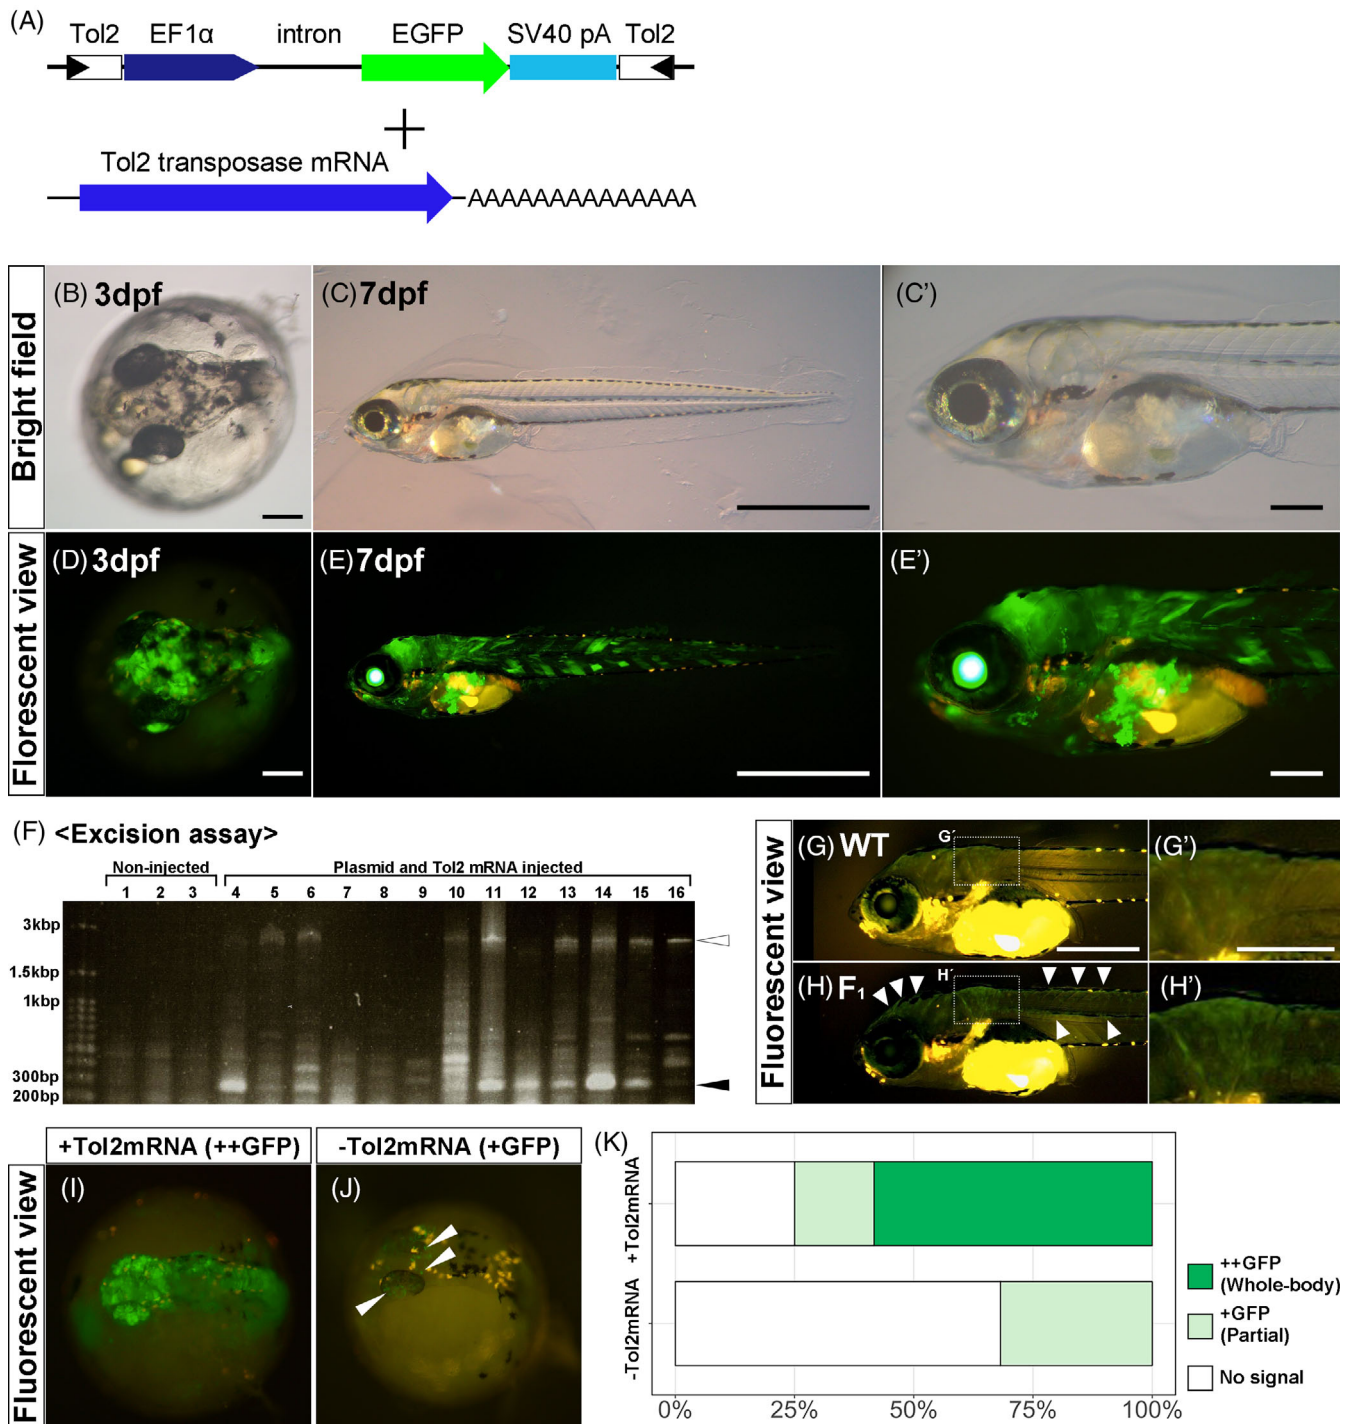 (A)
Tol2 EF1α intron EGFP SV40 pA Tol2
Tol2 transposase mRNA
AAAAAAAAAAAAAA
Bright field
(B) 3dpf
(C) 7dpf
(C')
Florescent view
(D) 3dpf
(E) 7dpf
(E')
(F) <Excision assay>
Non-injected
Plasmid and Tol2 mRNA injected
1 2 3 4 5 6 7 8 9 10 11 12 13 14 15 16
3kbp
1.5kbp
1kbp
300bp
200bp
Fluorescent view
(G) WT
G'
(G')
(H) F1
H'
(H')
+Tol2mRNA (++GFP)
-Tol2mRNA (+GFP)
Fluorescent view
(I)
(J)
(K)
+Tol2mRNA
-Tol2mRNA
0% 25% 50% 75% 100%
++GFP
(Whole-body)
+GFP
(Partial)
No signal